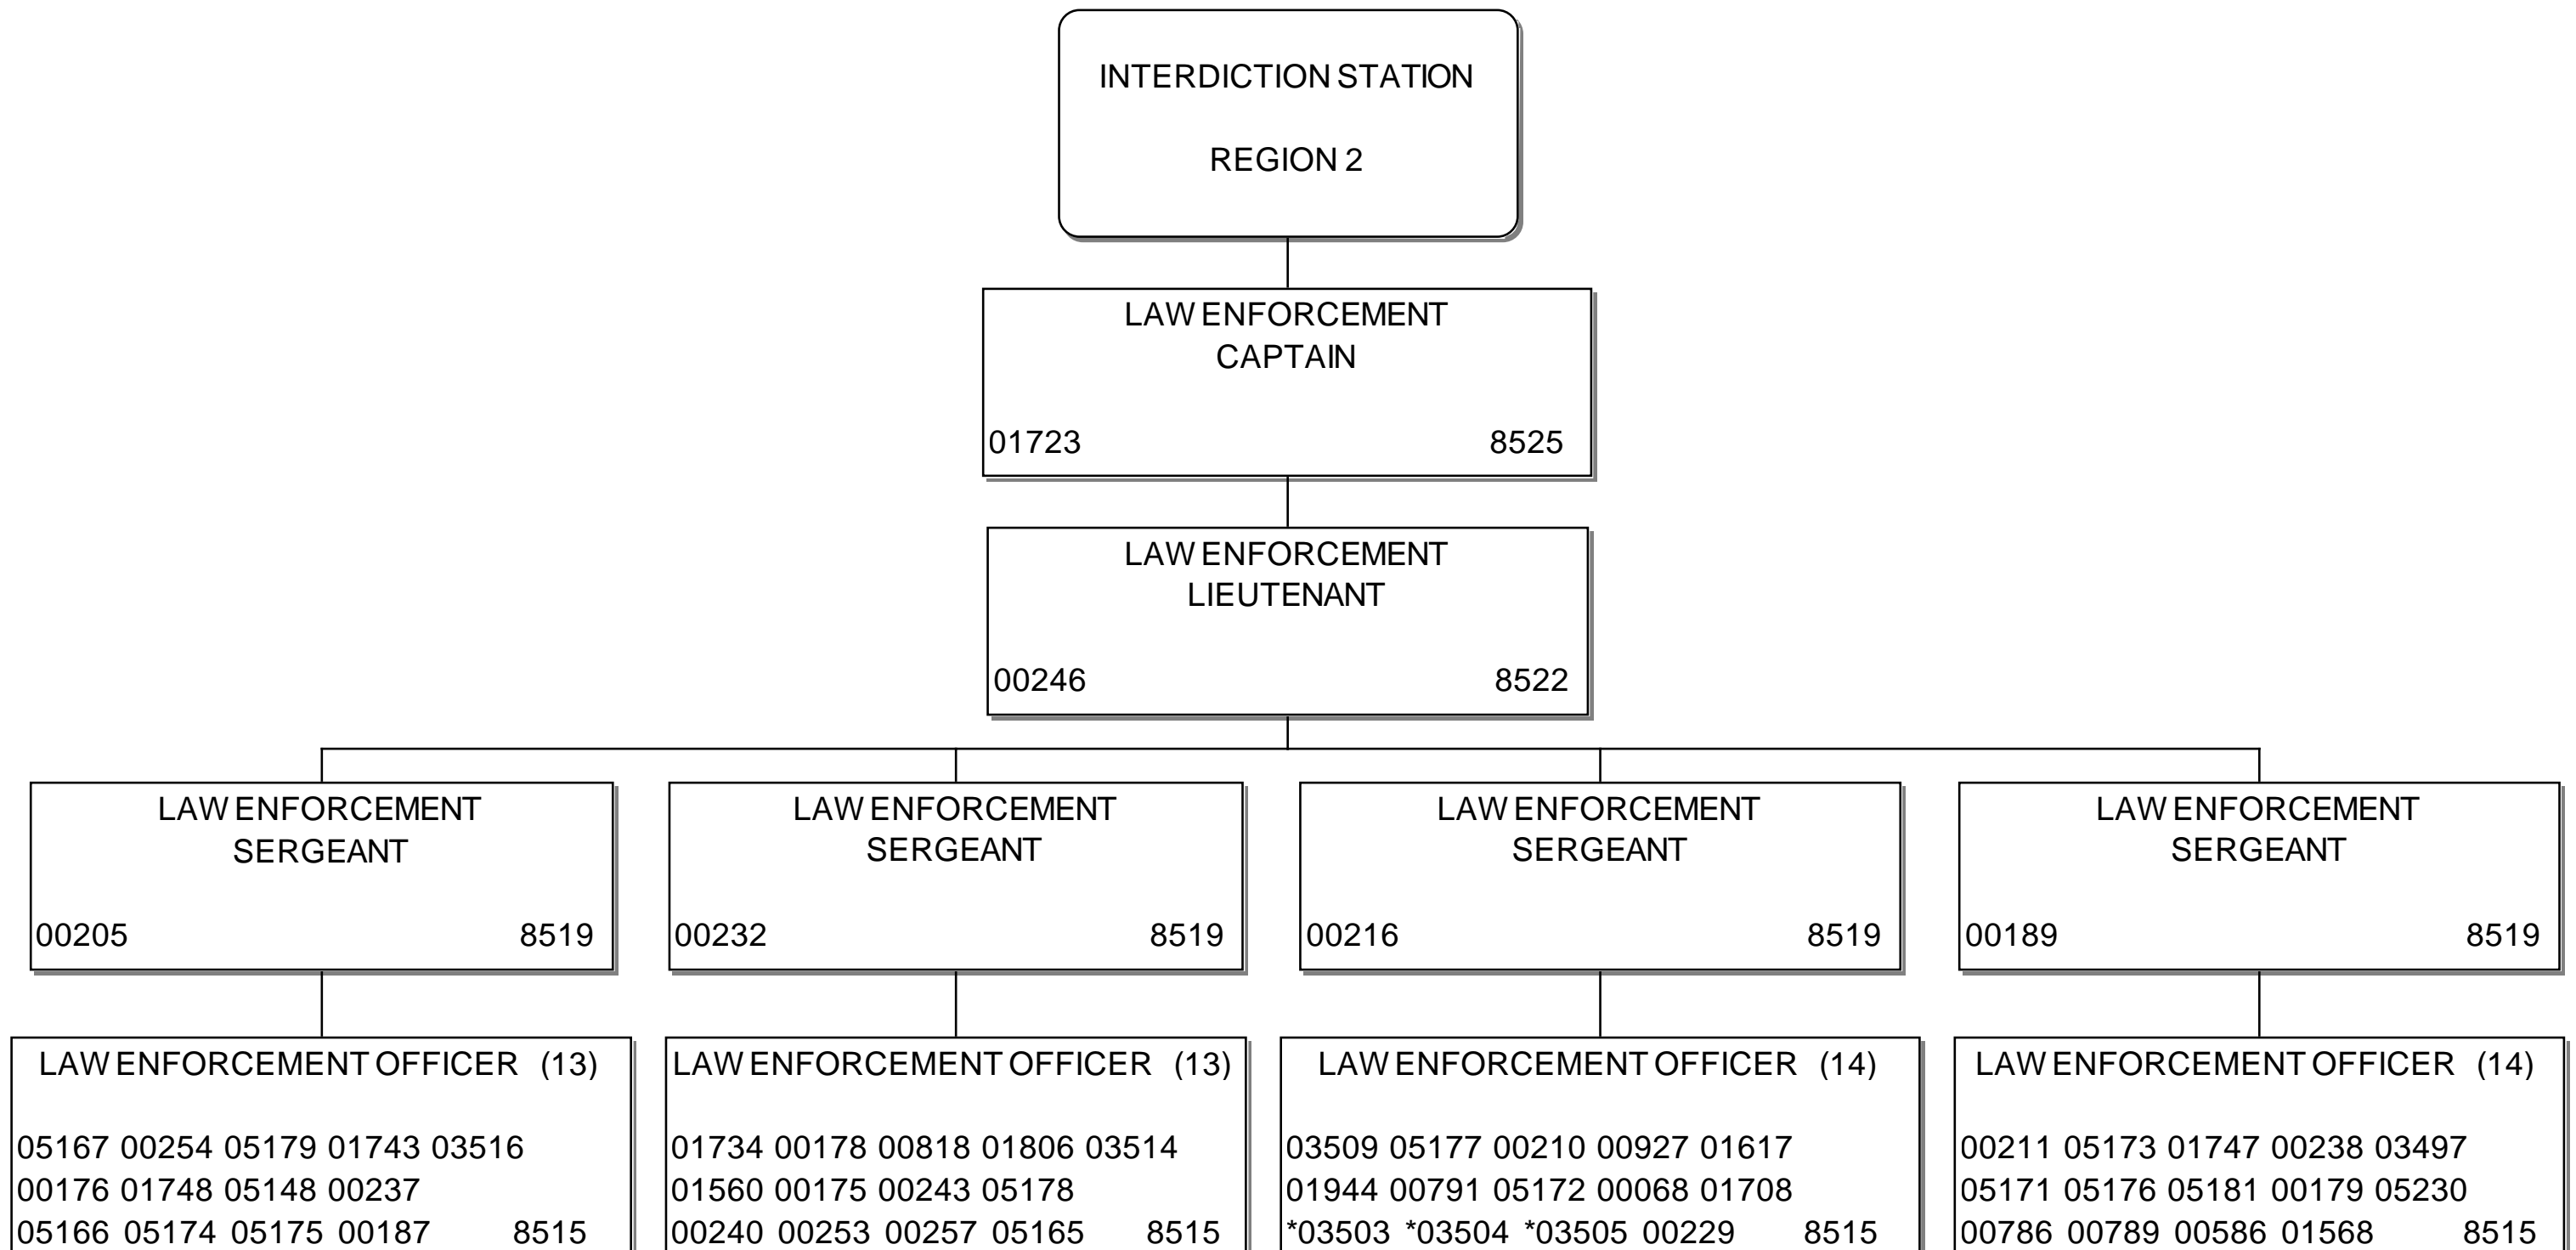 INTERDICTION STATION
REGION 2
LAW ENFORCEMENT
CAPTAIN
01723 8525
LAW ENFORCEMENT
LIEUTENANT
00246 8522
LAW ENFORCEMENT
SERGEANT
00205 8519
LAW ENFORCEMENT
SERGEANT
00232 8519
LAW ENFORCEMENT
SERGEANT
00216 8519
LAW ENFORCEMENT
SERGEANT
00189 8519
LAW ENFORCEMENT OFFICER (13)
05167 00254 05179 01743 03516
00176 01748 05148 00237
05166 05174 05175 00187 8515
LAW ENFORCEMENT OFFICER (13)
01734 00178 00818 01806 03514
01560 00175 00243 05178
00240 00253 00257 05165 8515
LAW ENFORCEMENT OFFICER (14)
03509 05177 00210 00927 01617
01944 00791 05172 00068 01708
*03503 *03504 *03505 00229 8515
LAW ENFORCEMENT OFFICER (14)
00211 05173 01747 00238 03497
05171 05176 05181 00179 05230
00786 00789 00586 01568 8515